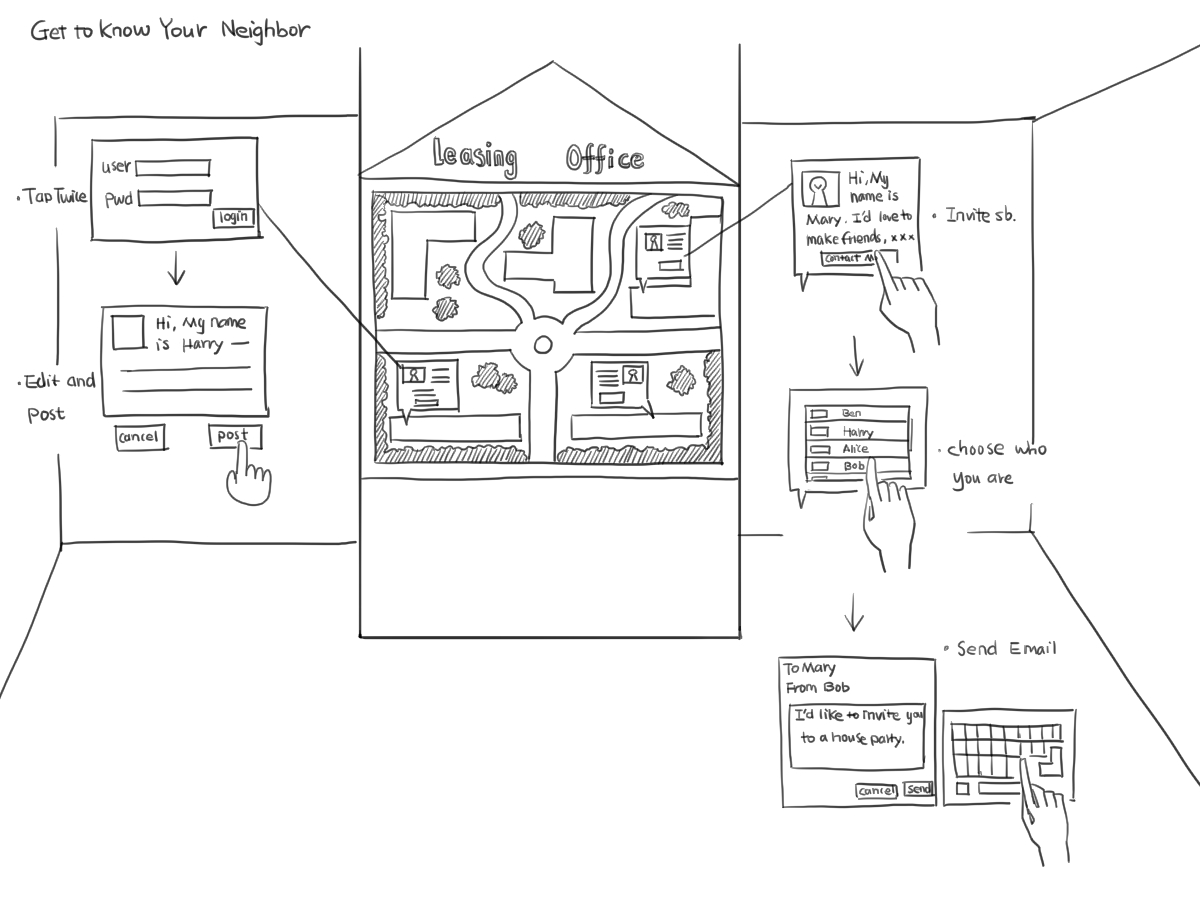 Get to Know Your Neighbor
Leasing Office
• Tap Twice
user
pwd
login
• Edit and
Post
Hi, My name
is Harry —
cancel
post
Hi, My
name is
Mary. I'd love to
make friends, xxx
Contact M
• Invite sb.
Ben
Harry
Alice
Bob
• choose who
you are
• Send Email
To Mary
From Bob
I'd like to invite you
to a house party.
cancel
send